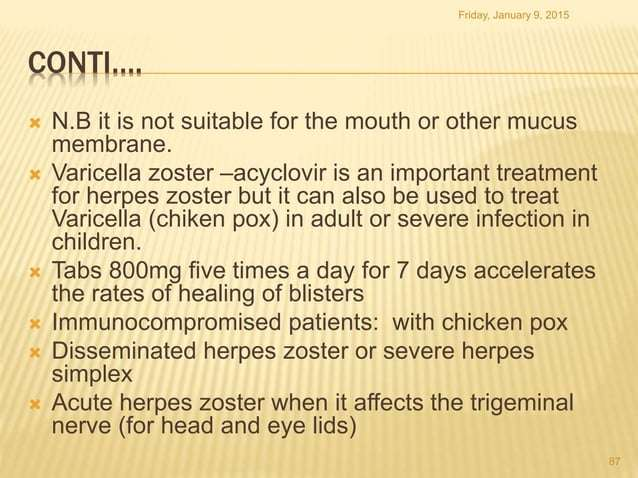 Friday, January 9, 2015
CONTI....
N.B it is not suitable for the mouth or other mucus
membrane.
Varicella zoster –acyclovir is an important treatment
for herpes zoster but it can also be used to treat
Varicella (chiken pox) in adult or severe infection in
children.
Tabs 800mg five times a day for 7 days accelerates
the rates of healing of blisters
Immunocompromised patients:  with chicken pox
Disseminated herpes zoster or severe herpes
simplex
Acute herpes zoster when it affects the trigeminal
nerve (for head and eye lids)
87